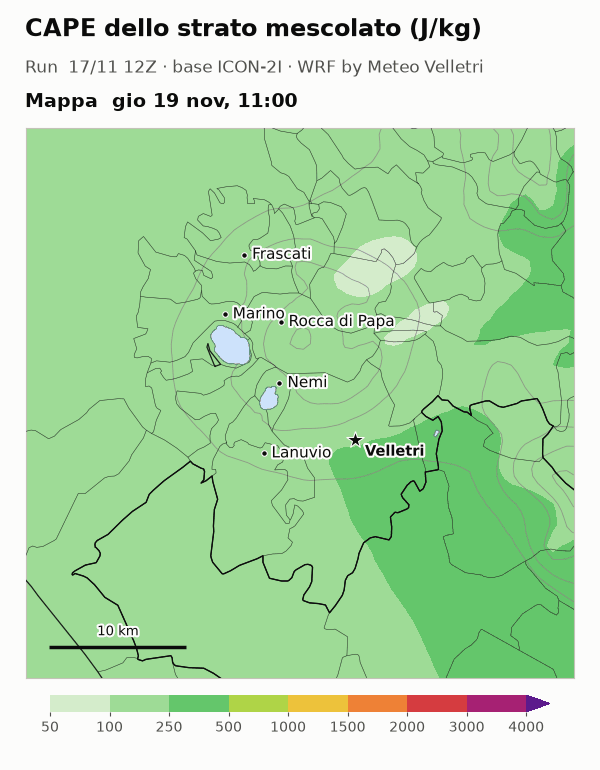 CAPE dello strato mescolato (J/kg)
Run  17/11 12Z · base ICON-2I · WRF by Meteo Velletri
Mappa  gio 19 nov, 11:00
Frascati
Marino
Rocca di Papa
Nemi
Velletri
Lanuvio
10 km
50 100 250 500 1000 1500 2000 3000 4000